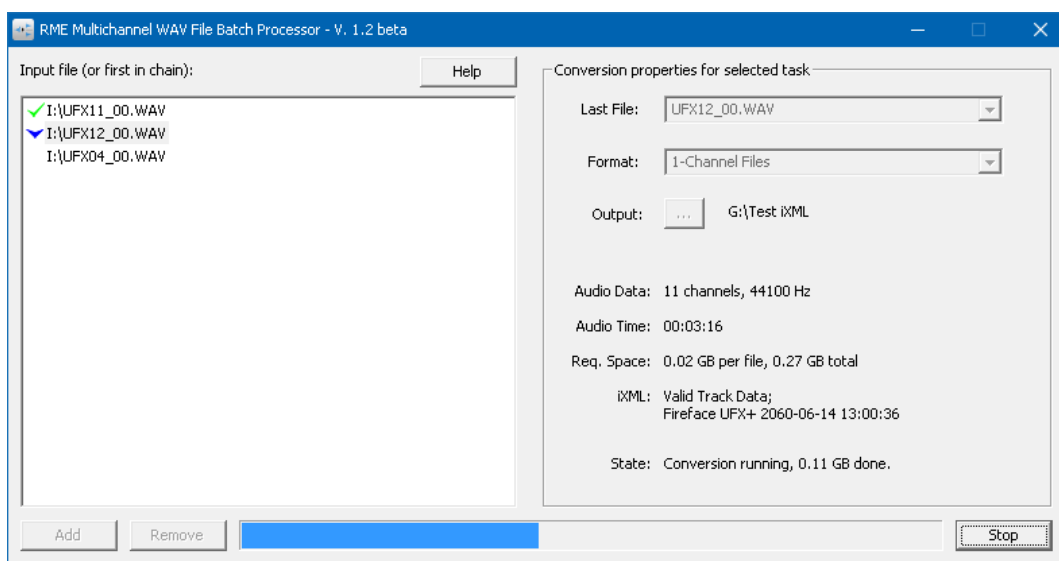 RME Multichannel WAV File Batch Processor - V. 1.2 beta
Input file (or first in chain):
Help
I:\UFX11_00.WAV
I:\UFX12_00.WAV
I:\UFX04_00.WAV
Conversion properties for selected task
Last File: UFX12_00.WAV
Format: 1-Channel Files
Output: ... G:\Test iXML
Audio Data: 11 channels, 44100 Hz
Audio Time: 00:03:16
Req. Space: 0.02 GB per file, 0.27 GB total
iXML: Valid Track Data;
Fireface UFX+ 2060-06-14 13:00:36
State: Conversion running, 0.11 GB done.
Add Remove Stop